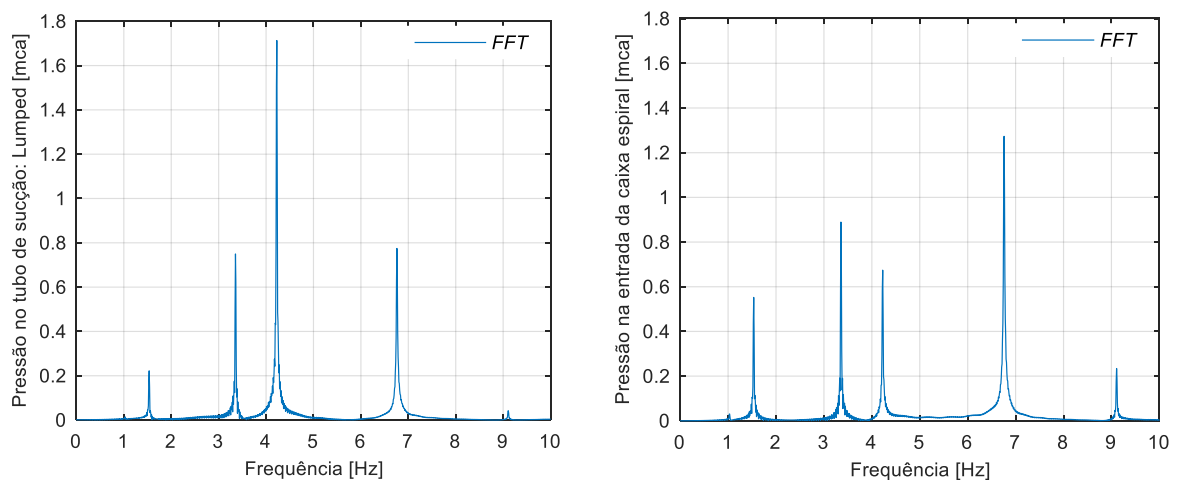 Pressão no tubo de sucção: Lumped [mca]
1.8
1.6
1.4
1.2
1
0.8
0.6
0.4
0.2
0
FFT
0 1 2 3 4 5 6 7 8 9 10
Frequência [Hz]
Pressão na entrada da caixa espiral [mca]
1.8
1.6
1.4
1.2
1
0.8
0.6
0.4
0.2
0
FFT
0 1 2 3 4 5 6 7 8 9 10
Frequência [Hz]